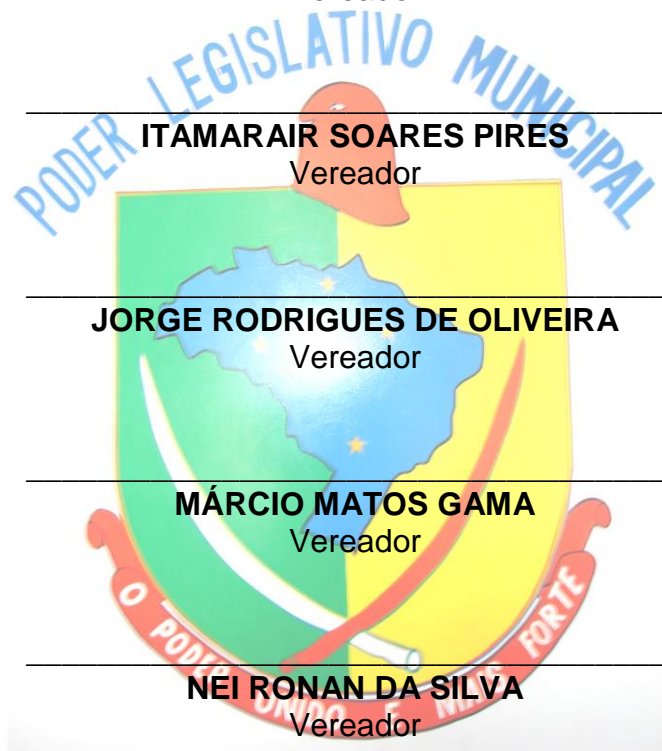 PODER LEGISLATIVO MUNICIPAL
ITAMARAIR SOARES PIRES
Vereador
JORGE RODRIGUES DE OLIVEIRA
Vereador
MÁRCIO MATOS GAMA
Vereador
NEI RONAN DA SILVA
Vereador
O PODER UNIDO É MAIS FORTE